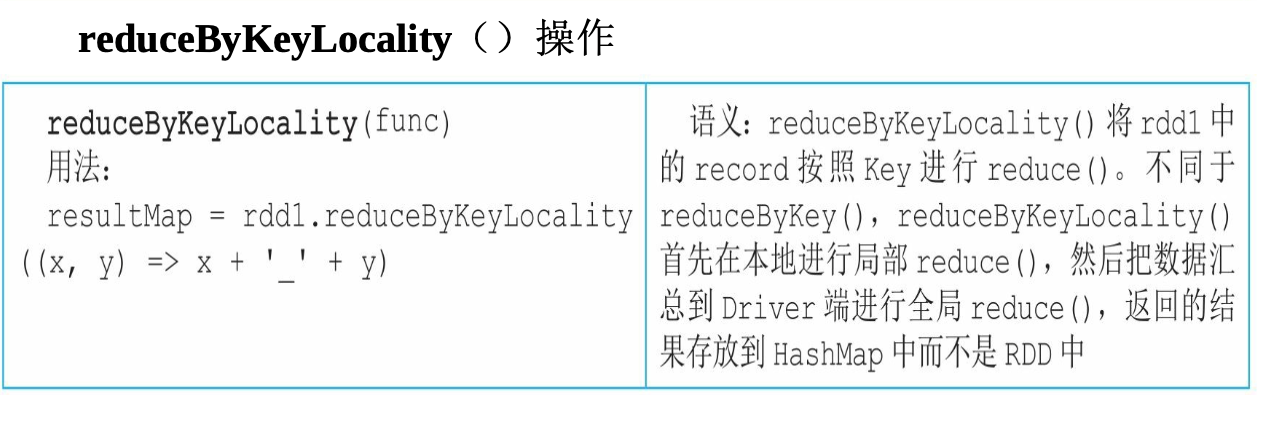 reduceByKeyLocality（）操作
reduceByKeyLocality(func)
用法：
resultMap = rdd1.reduceByKeyLocality
((x, y) => x + '_' + y)
语义：reduceByKeyLocality() 将 rdd1 中
的 record 按照 Key 进行 reduce()。不同于
reduceByKey()，reduceByKeyLocality()
首先在本地进行局部 reduce()，然后把数据汇
总到 Driver 端进行全局 reduce()，返回的结
果存放到 HashMap 中而不是 RDD 中